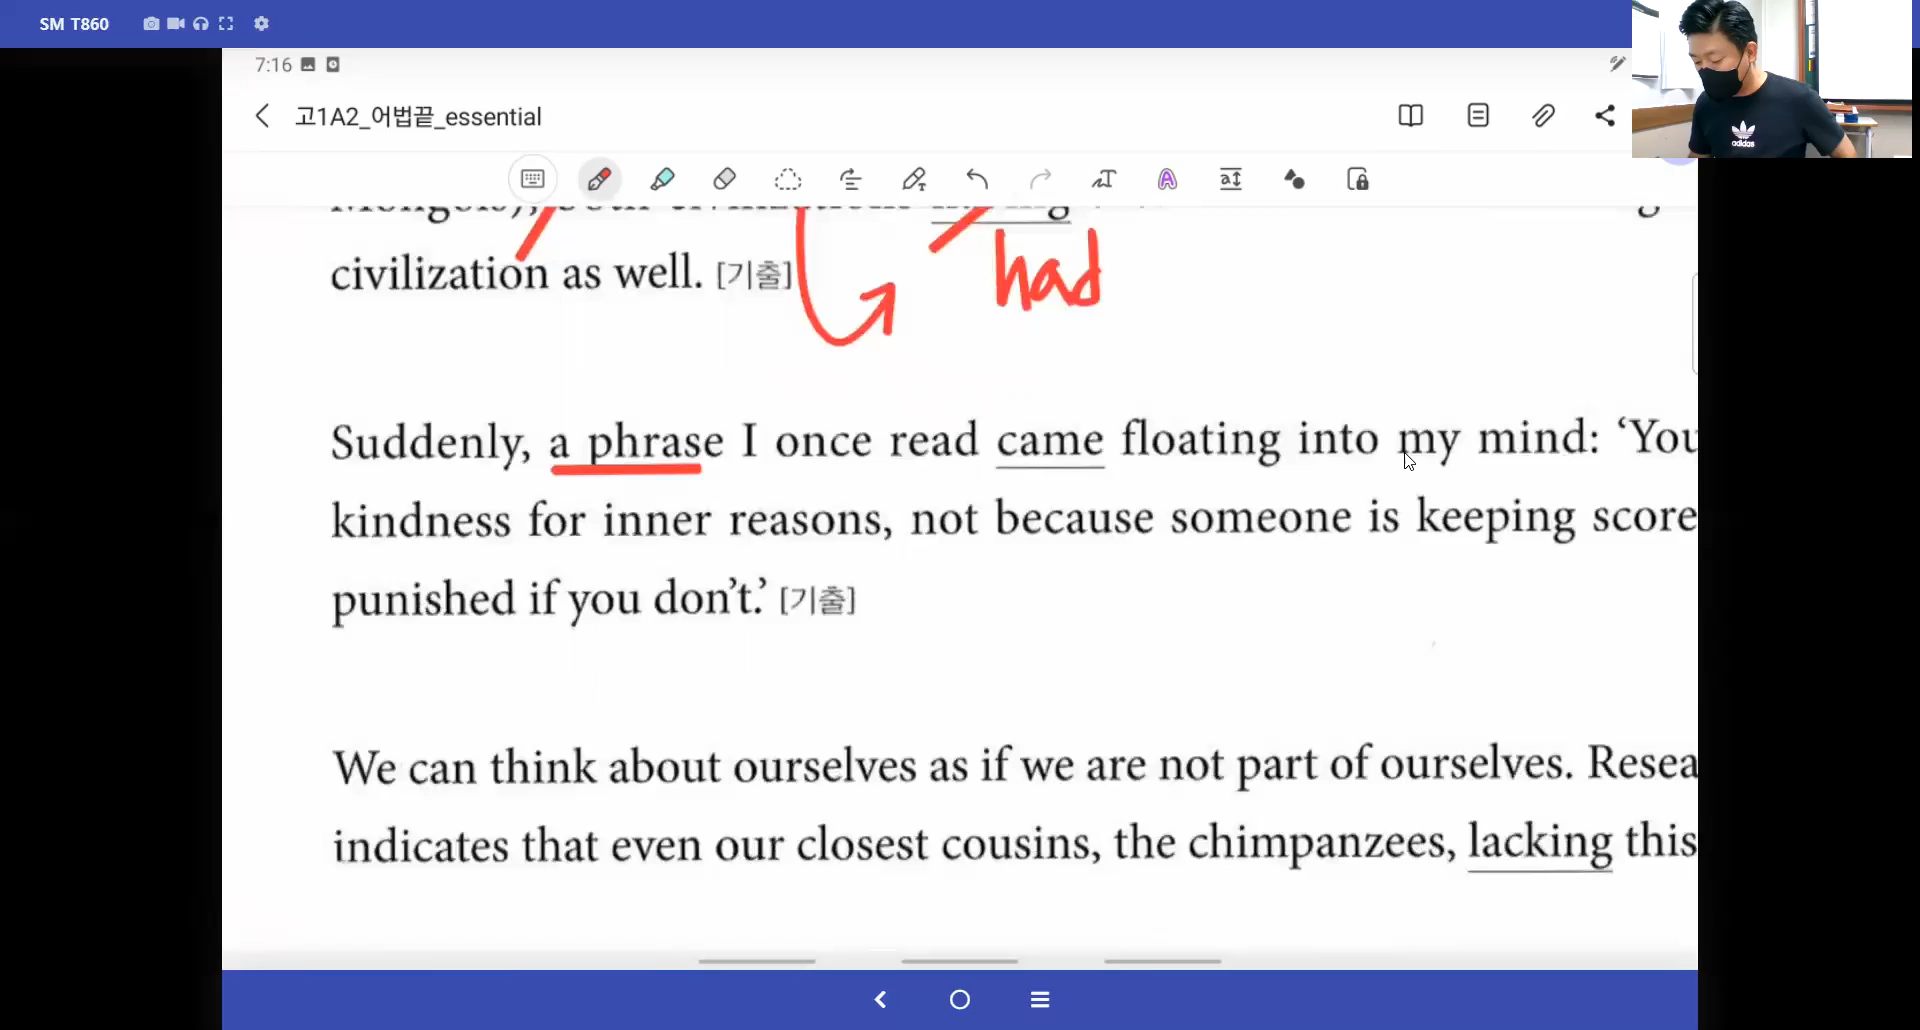 SM T860
7:16
고1A2_어법끝_essential
civilization as well. [기출]
had
Suddenly, a phrase I once read came floating into my mind: ‘You
kindness for inner reasons, not because someone is keeping score
punished if you don’t.’ [기출]
We can think about ourselves as if we are not part of ourselves. Resea
indicates that even our closest cousins, the chimpanzees, lacking this
adidas